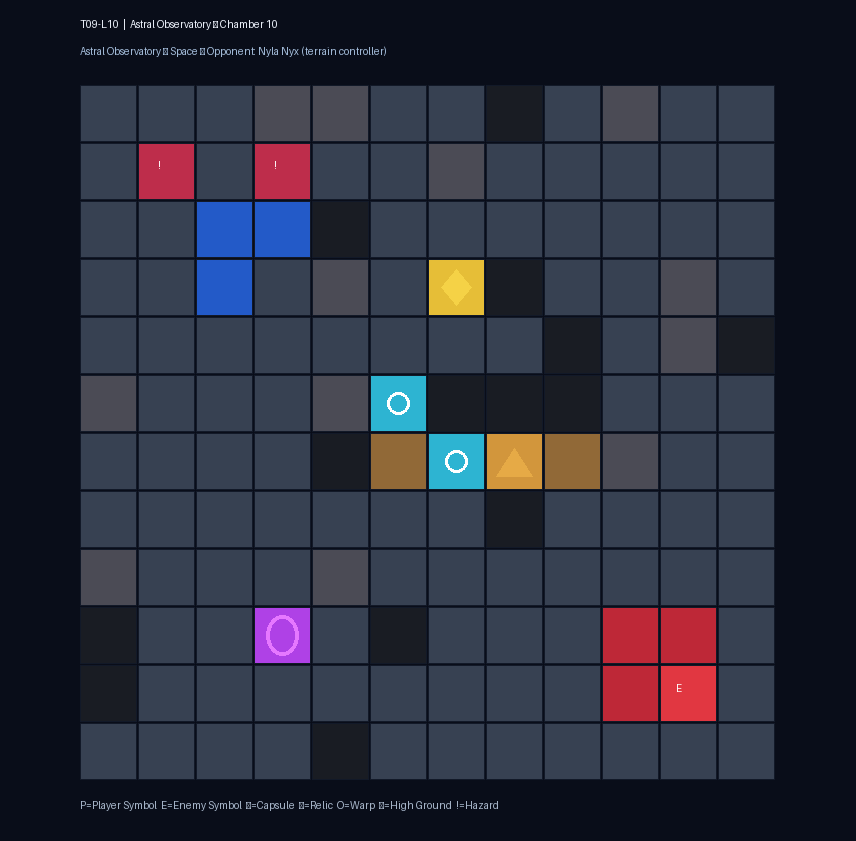 T09-L10 | Astral Observatory Chamber 10
Astral Observatory Space Opponent: Nyla Nyx (terrain controller)
! !
E
P=Player Symbol E=Enemy Symbol =Capsule =Relic O=Warp =High Ground !=Hazard